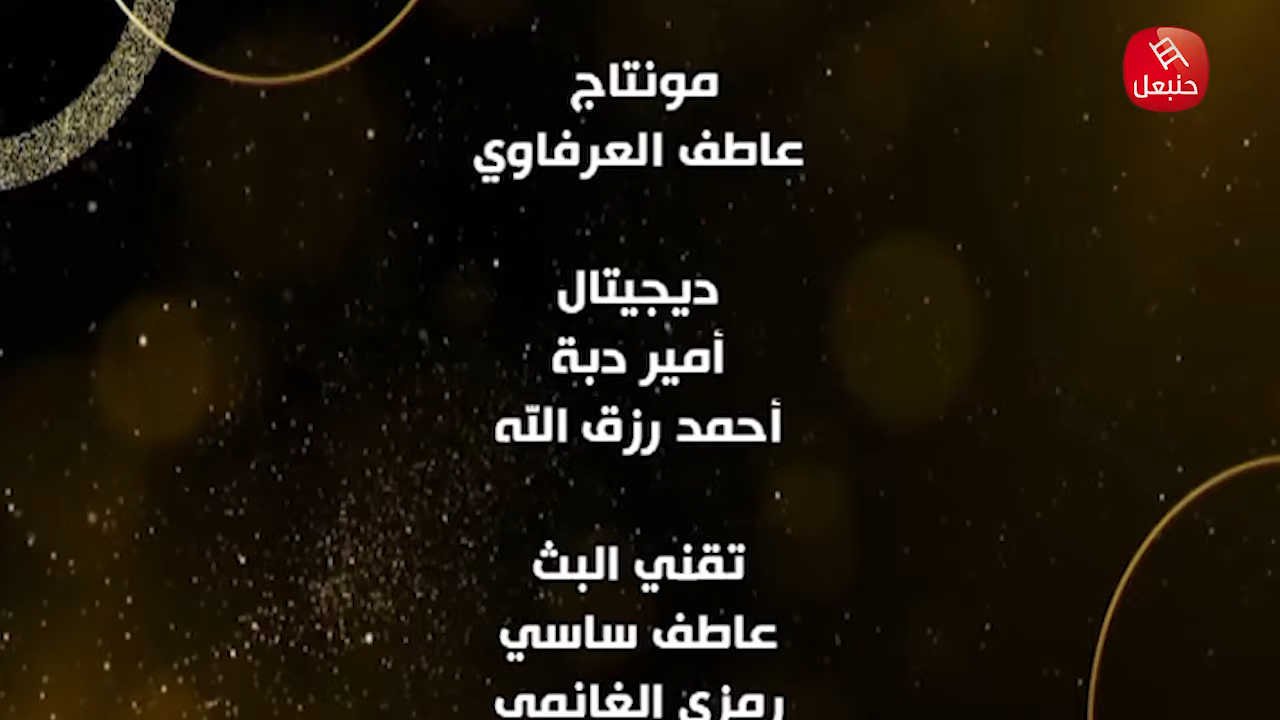 حنبعل
مونتاج
عاطف العرفاوي
ديجيتال
أمير دبة
أحمد رزق الله
تقني البث
عاطف ساسي
رمزي الغانمي